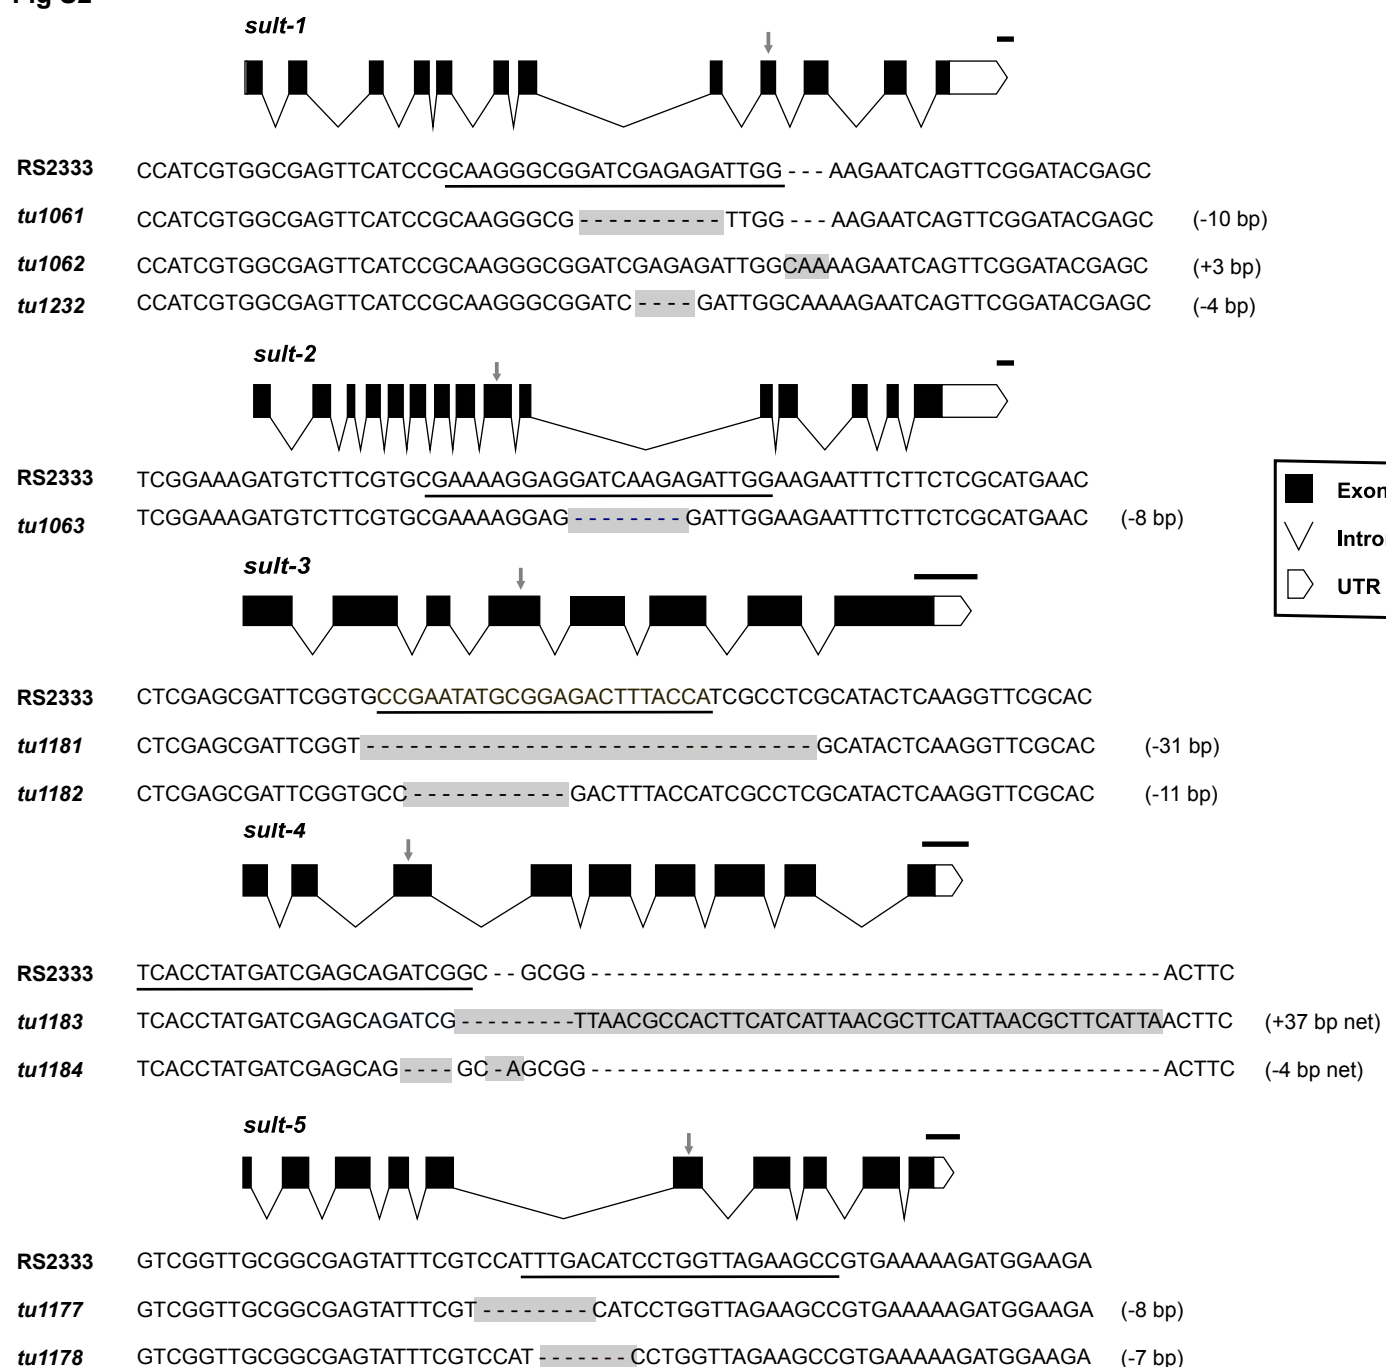 Fig S2
sult-1
RS2333 CCATCGTGGCGAGTTCATCCGCAAGGGCGGATCGAGAGATTGG - - - AAGAATCAGTTCGGATACGAGC
tu1061 CCATCGTGGCGAGTTCATCCGCAAGGGCG - - - - - - - - - - TTGG - - - AAGAATCAGTTCGGATACGAGC (-10 bp)
tu1062 CCATCGTGGCGAGTTCATCCGCAAGGGCGGATCGAGAGATTGGCAAAAGAATCAGTTCGGATACGAGC (+3 bp)
tu1232 CCATCGTGGCGAGTTCATCCGCAAGGGCGGATC - - - - GATTGGCAAAAGAATCAGTTCGGATACGAGC (-4 bp)
sult-2
RS2333 TCGGAAAGATGTCTTCGTGCGAAAAGGAGGATCAAGAGATTGGAAGAATTTCTTCTCGCATGAAC
tu1063 TCGGAAAGATGTCTTCGTGCGAAAAGGAG - - - - - - - - GATTGGAAGAATTTCTTCTCGCATGAAC (-8 bp)
Exon
Intron
UTR
sult-3
RS2333 CTCGAGCGATTCGGTGCCGAATATGCGGAGACTTTACCATCGCCTCGCATACTCAAGGTTCGCAC
tu1181 CTCGAGCGATTCGGT - - - - - - - - - - - - - - - - - - - - - - - - - - - - - - - GCATACTCAAGGTTCGCAC (-31 bp)
tu1182 CTCGAGCGATTCGGTGCC - - - - - - - - - - - GACTTTACCATCGCCTCGCATACTCAAGGTTCGCAC (-11 bp)
sult-4
RS2333 TCACCTATGATCGAGCAGATCGGC - - GCGG - - - - - - - - - - - - - - - - - - - - - - - - - - - - - - - - - - - - - - - - - - - - ACTTC
tu1183 TCACCTATGATCGAGCAGATCG - - - - - - - - - TTAACGCCACTTCATCATTAACGCTTCATTAACGCTTCATTAACTTC (+37 bp net)
tu1184 TCACCTATGATCGAGCAG - - - - GC - AGCGG - - - - - - - - - - - - - - - - - - - - - - - - - - - - - - - - - - - - - - - - - - - - ACTTC (-4 bp net)
sult-5
RS2333 GTCGGTTGCGGCGAGTATTTCGTCCATTTGACATCCTGGTTAGAAGCCGTGAAAAAGATGGAAGA
tu1177 GTCGGTTGCGGCGAGTATTTCGT - - - - - - - - CATCCTGGTTAGAAGCCGTGAAAAAGATGGAAGA (-8 bp)
tu1178 GTCGGTTGCGGCGAGTATTTCGTCCAT - - - - - - - CCTGGTTAGAAGCCGTGAAAAAGATGGAAGA (-7 bp)